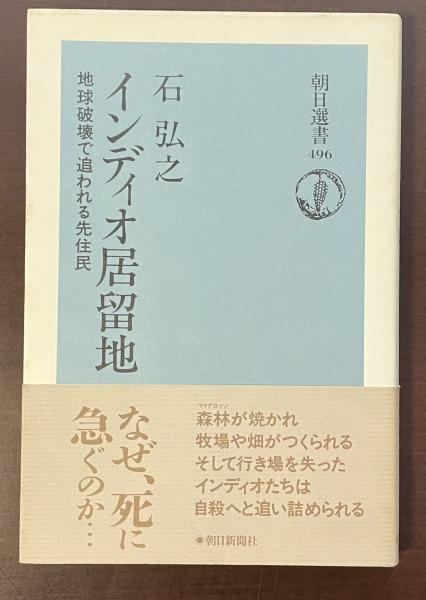 朝日選書
496
石 弘之
インディオ居留地
地球破壊で追われる先住民
なぜ、死に
急ぐのか…
マトグロッソ
森林が焼かれ
牧場や畑がつくられる
そして行き場を失った
インディオたちは
自殺へと追い詰められる
朝日新聞社